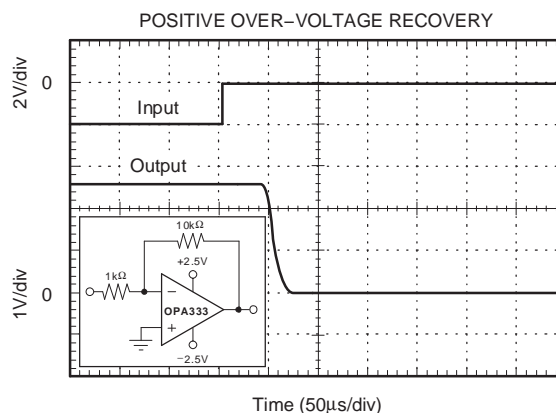 POSITIVE OVER−VOLTAGE RECOVERY
2V/div
0
Input
Output
10kΩ
+2.5V
1kΩ
−
OPA333
+
−2.5V
1V/div
0
Time (50μs/div)